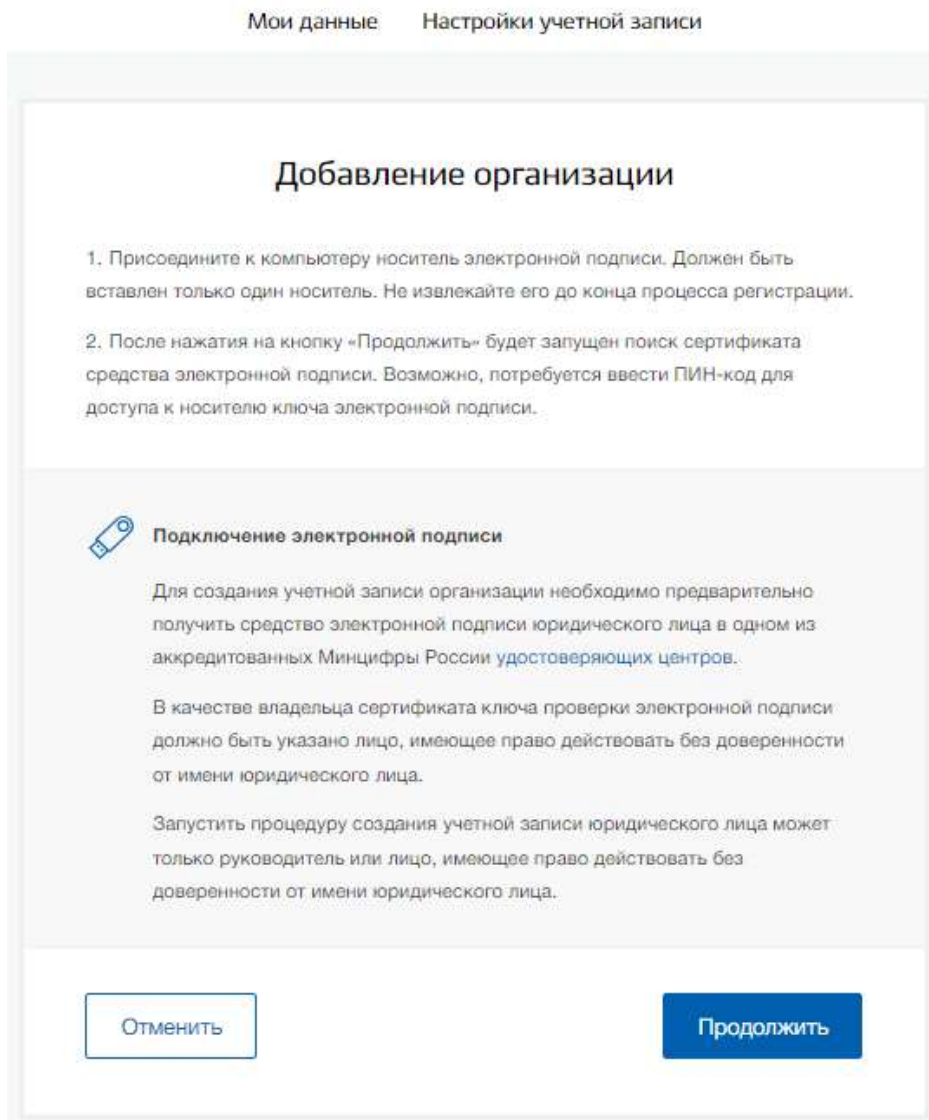 Мои данные Настройки учетной записи
Добавление организации
1. Присоедините к компьютеру носитель электронной подписи. Должен быть
вставлен только один носитель. Не извлекайте его до конца процесса регистрации.
2. После нажатия на кнопку «Продолжить» будет запущен поиск сертификата
средства электронной подписи. Возможно, потребуется ввести ПИН-код для
доступа к носителю ключа электронной подписи.
Подключение электронной подписи
Для создания учетной записи организации необходимо предварительно
получить средство электронной подписи юридического лица в одном из
аккредитованных Минцифры России удостоверяющих центров.
В качестве владельца сертификата ключа проверки электронной подписи
должно быть указано лицо, имеющее право действовать без доверенности
от имени юридического лица.
Запустить процедуру создания учетной записи юридического лица может
только руководитель или лицо, имеющее право действовать без
доверенности от имени юридического лица.
Отменить Продолжить